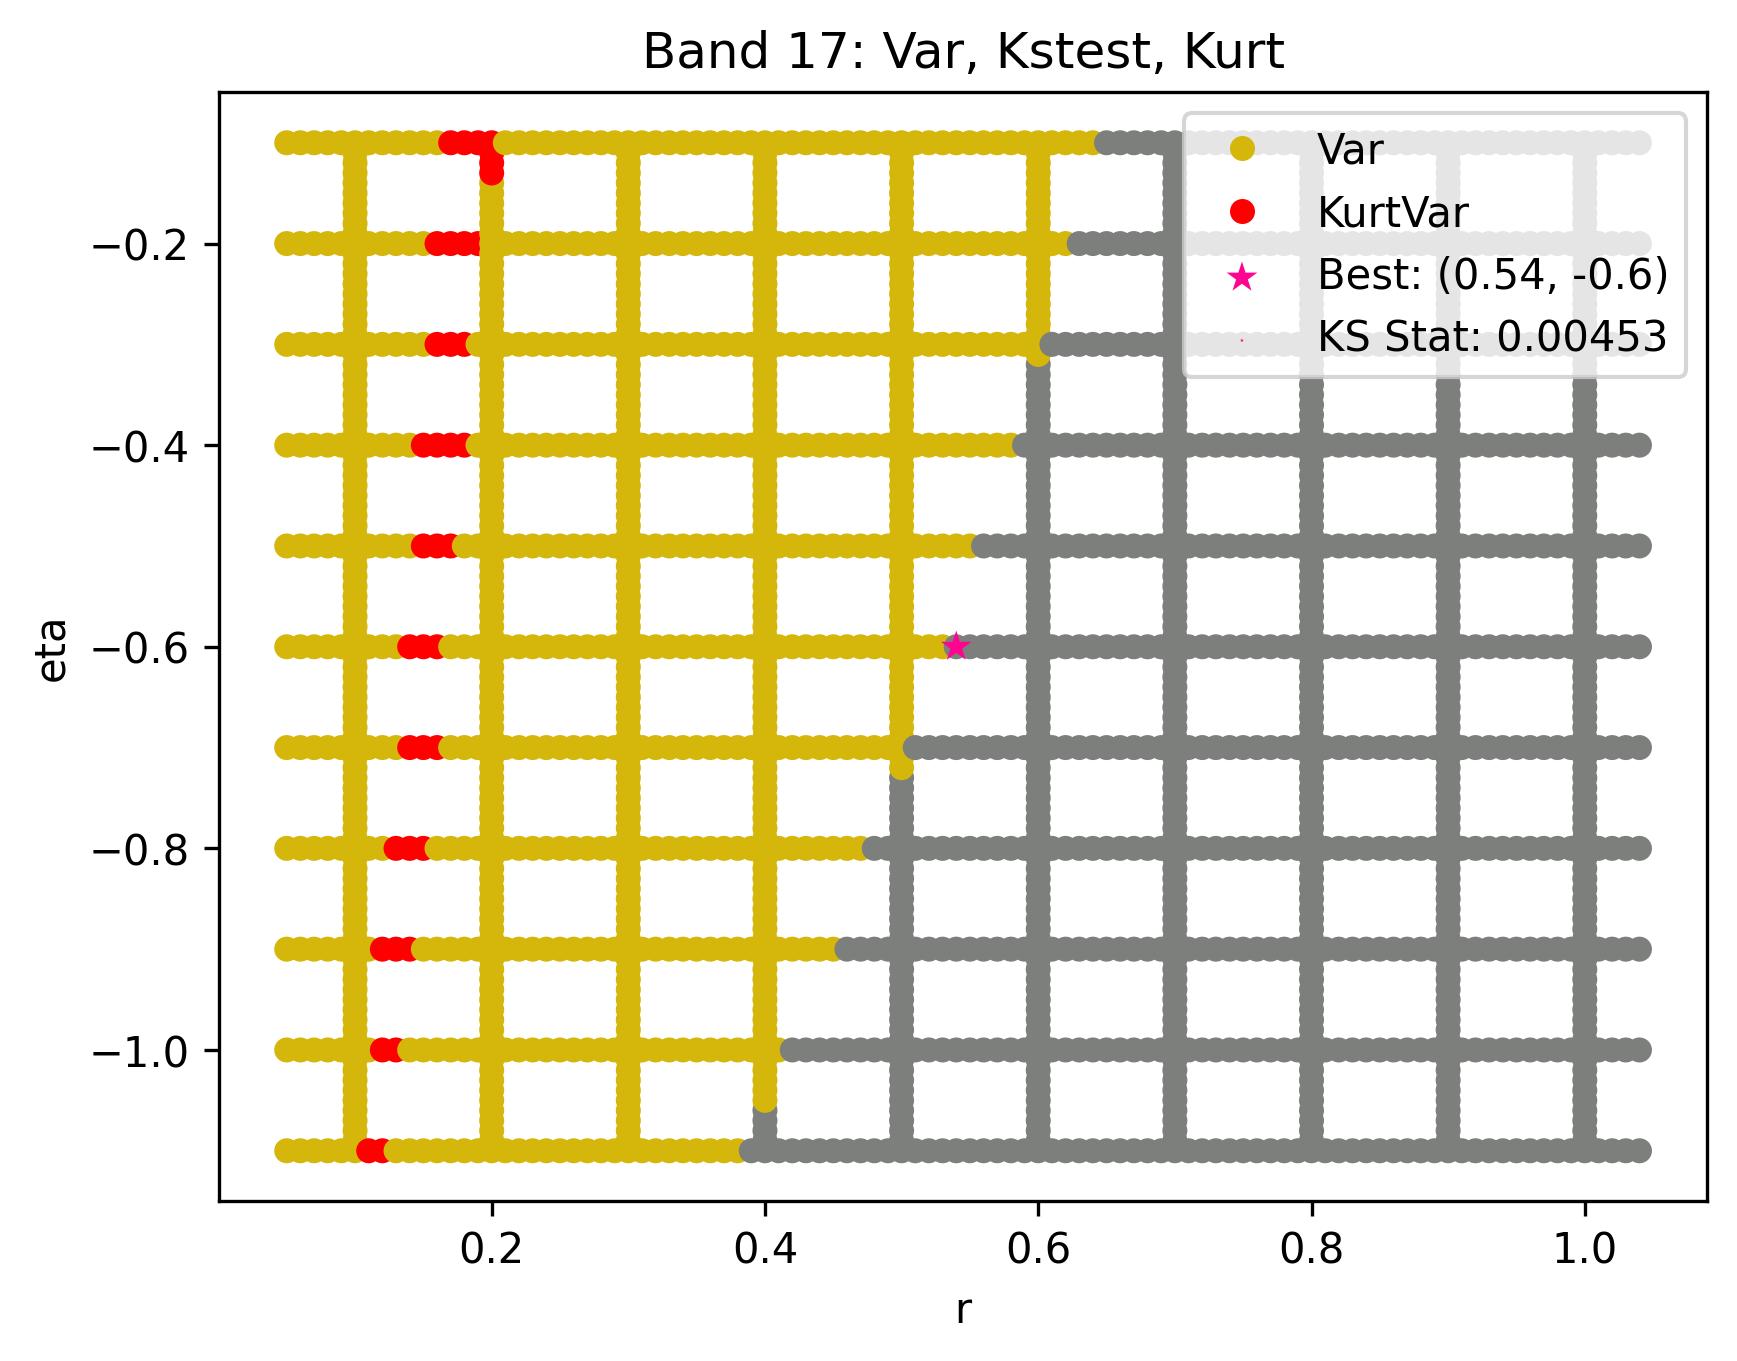 Band 17: Var, Kstest, Kurt
Var
KurtVar
Best: (0.54, -0.6)
KS Stat: 0.00453
−0.2
−0.4
−0.6
−0.8
−1.0
eta
0.2
0.4
0.6
0.8
1.0
r